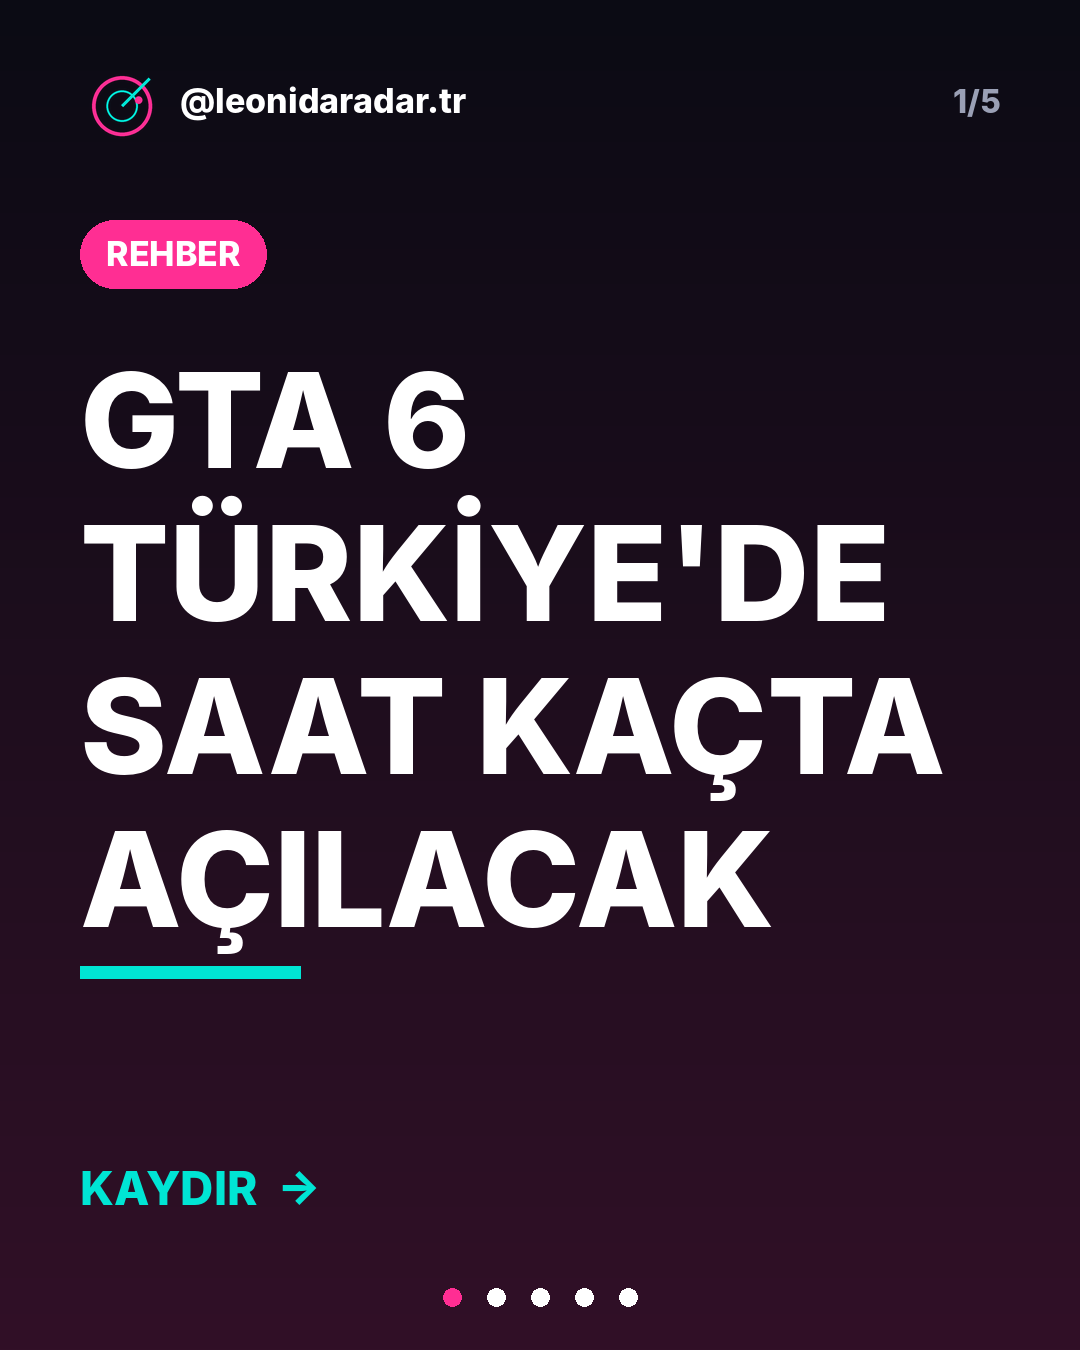 @leonidaradar.tr
1/5
REHBER
GTA 6
TÜRKİYE'DE
SAAT KAÇTA
AÇILACAK
KAYDIR →